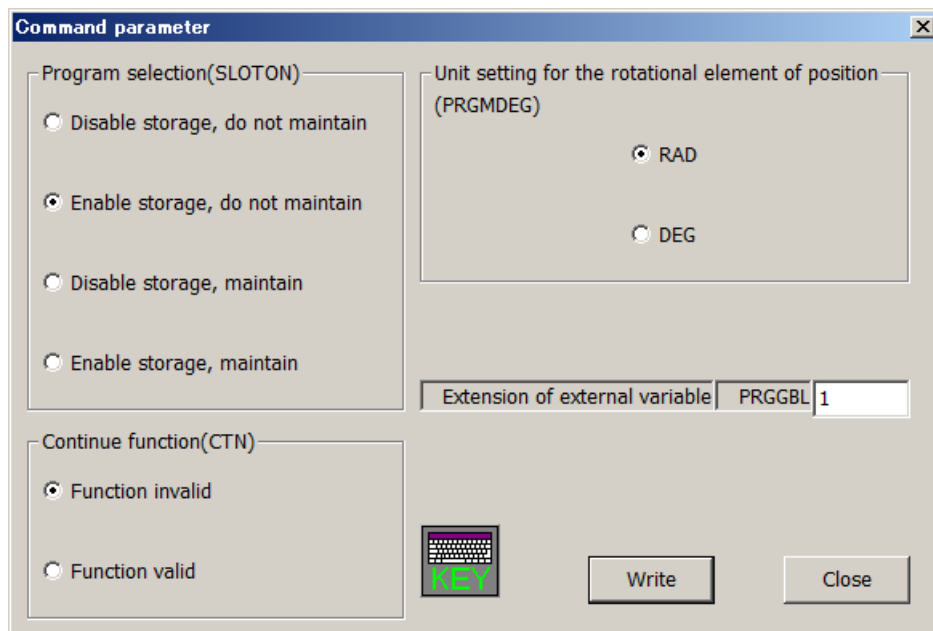 Command parameter
Program selection(SLOTON)
Disable storage, do not maintain
Enable storage, do not maintain
Disable storage, maintain
Enable storage, maintain
Continue function(CTN)
Function invalid
Function valid
Unit setting for the rotational element of position
(PRGMDEG)
RAD
DEG
Extension of external variable PRGGBL 1
KEY
Write Close